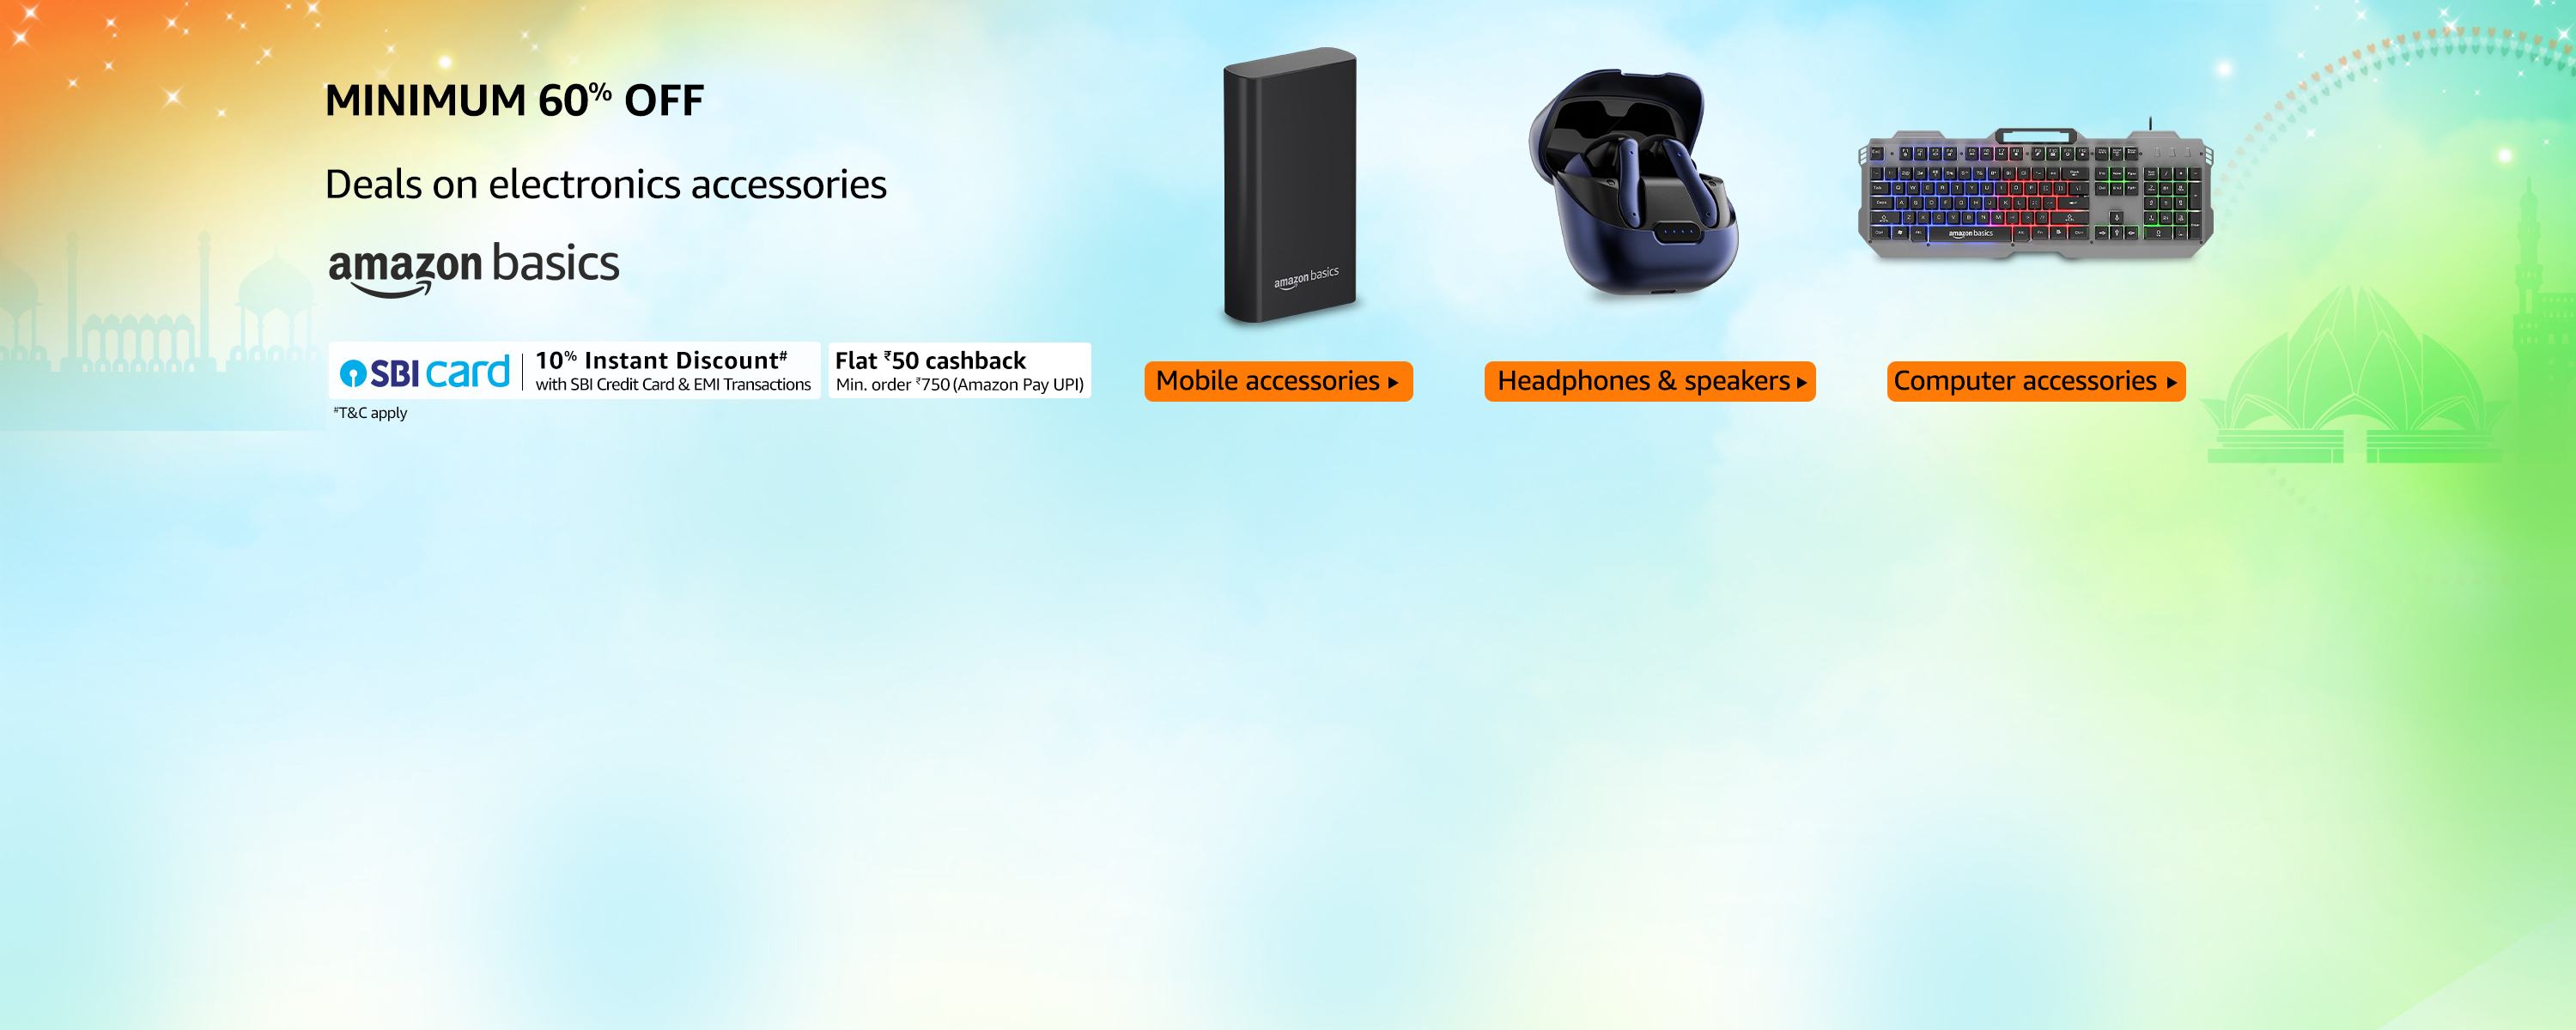 MINIMUM 60% OFF
Deals on electronics accessories
amazon basics
SBI card
10% Instant Discount#
with SBI Credit Card & EMI Transactions
Flat ₹50 cashback
Min. order ₹750 (Amazon Pay UPI)
#T&C apply
amazon basics
amazon basics
Mobile accessories ▸
Headphones & speakers ▸
Computer accessories ▸